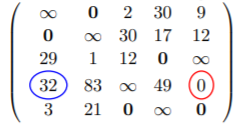 ∞ 0 2 30 9
0 ∞ 30 17 12
29 1 12 0 ∞
32 83 ∞ 49 0
3 21 0 ∞ 0